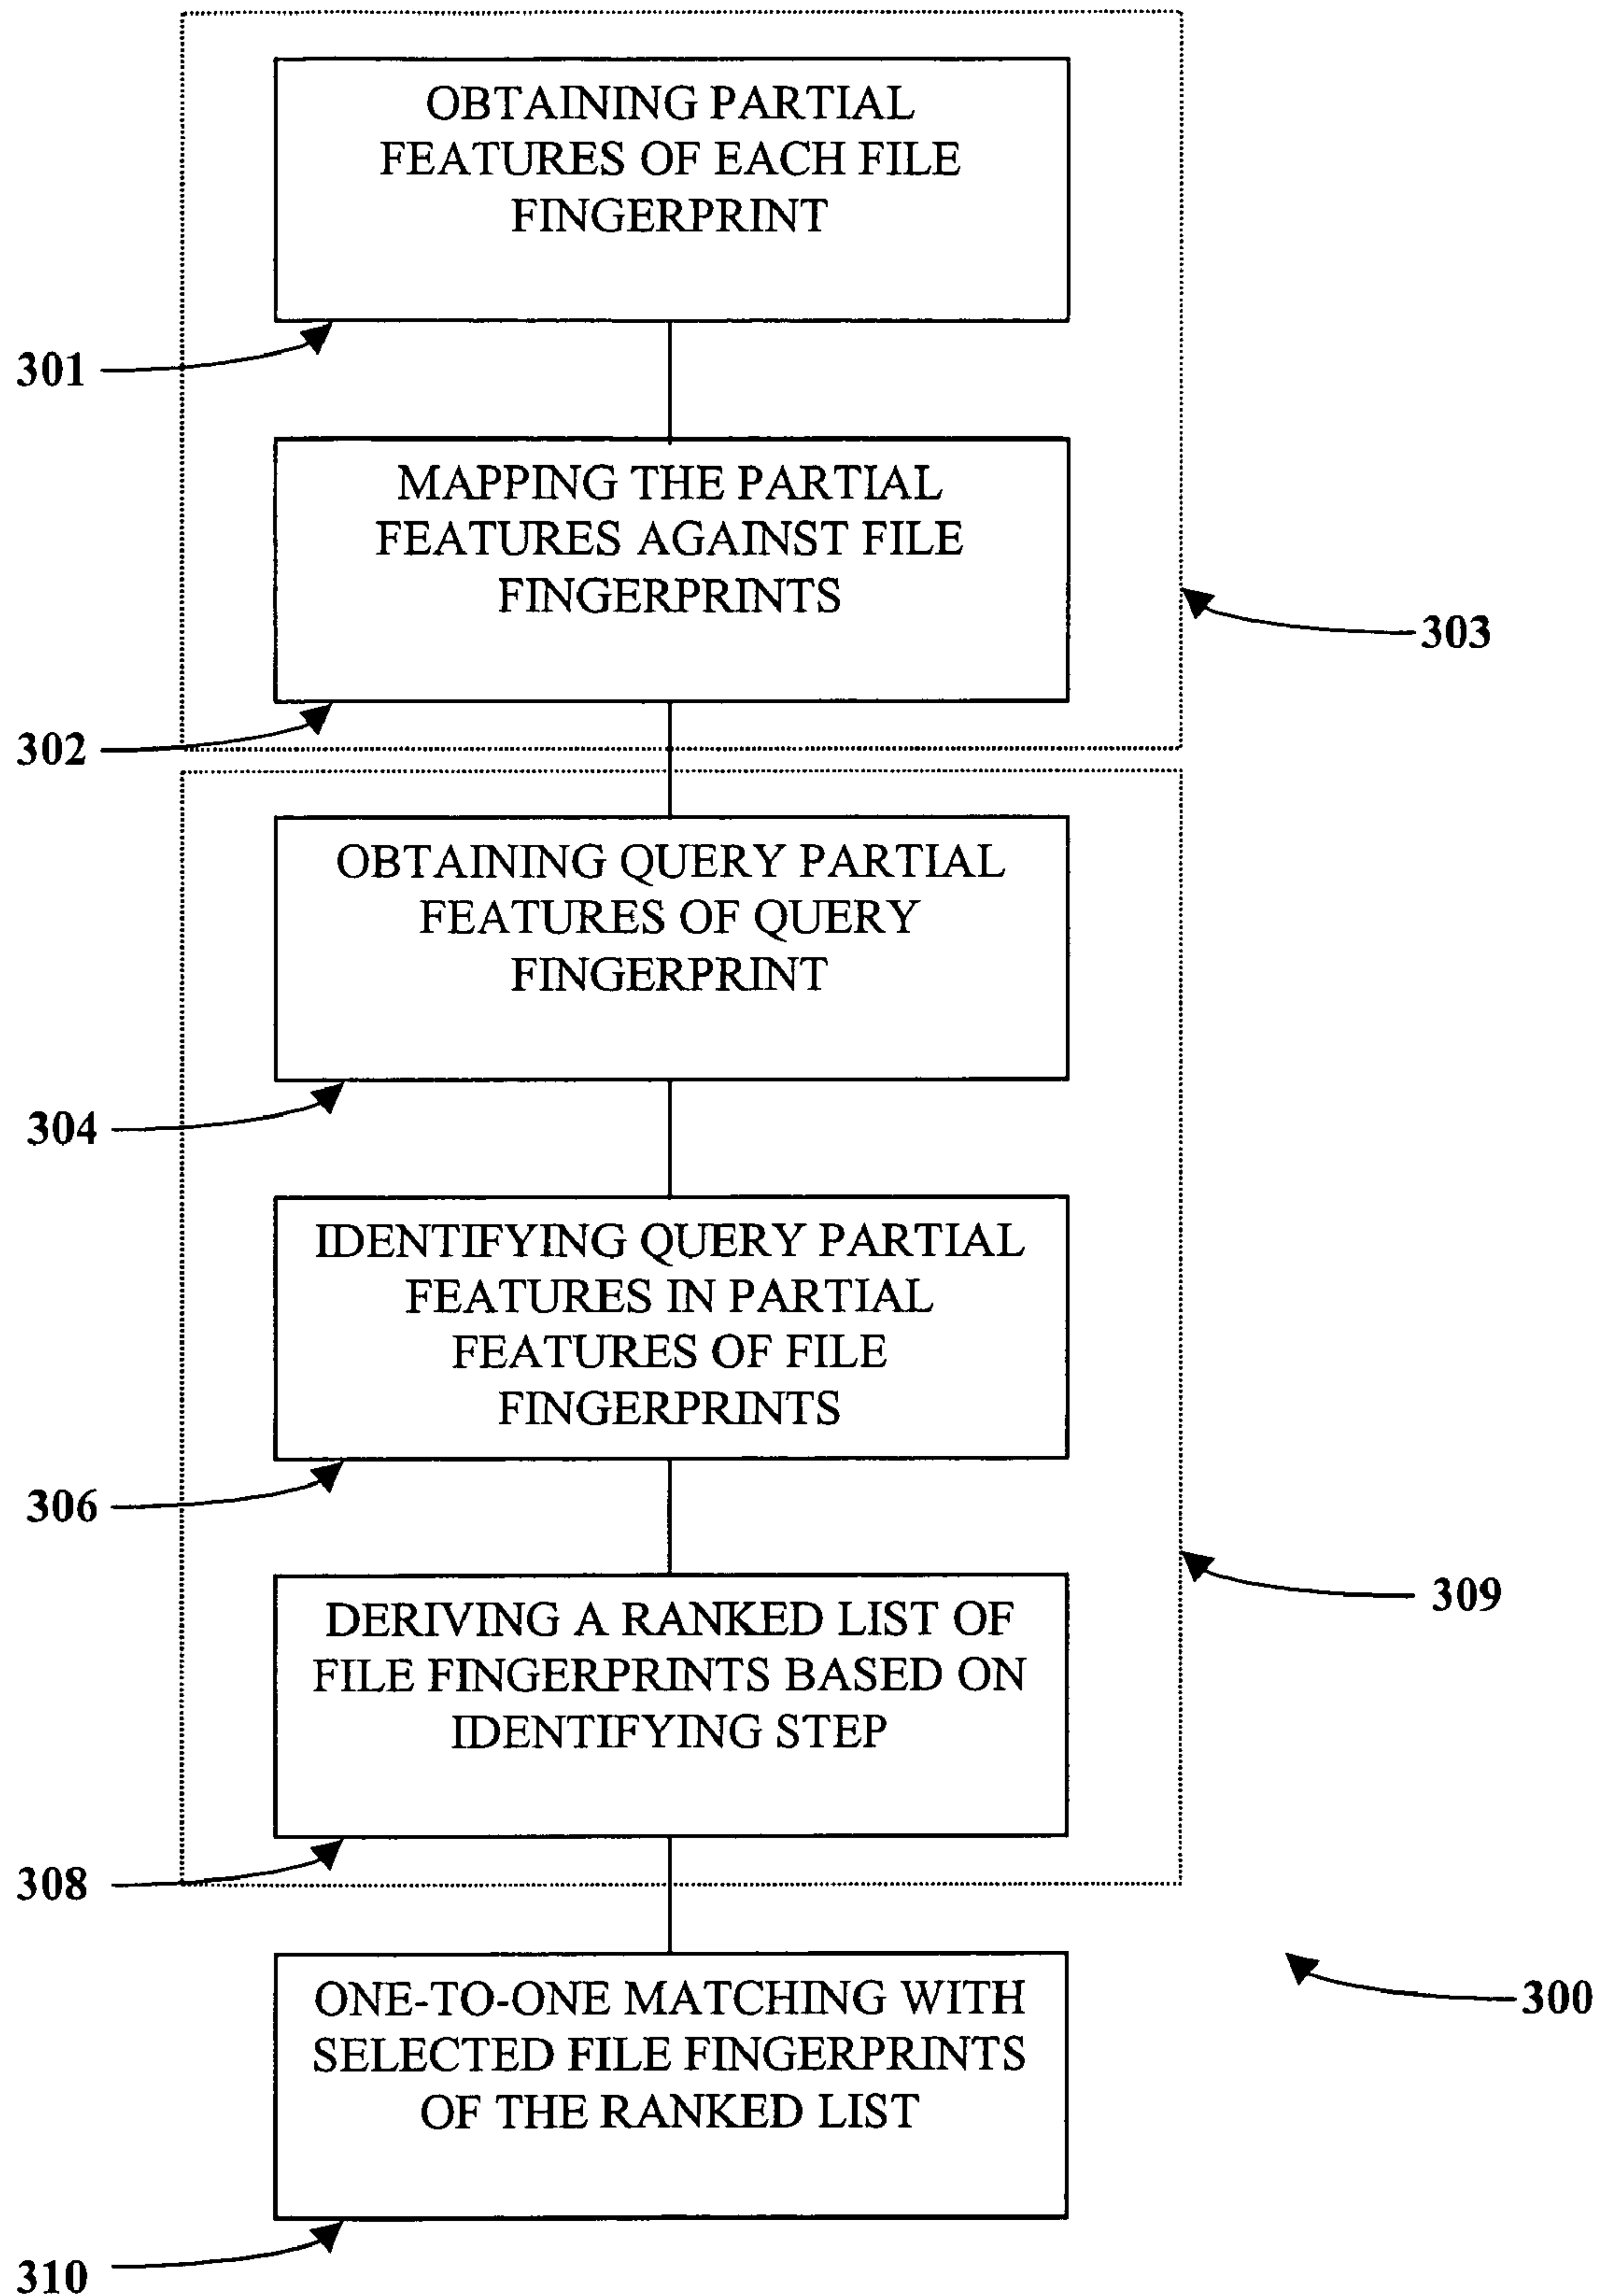 OBTAINING PARTIAL
FEATURES OF EACH FILE
FINGERPRINT
301
MAPPING THE PARTIAL
FEATURES AGAINST FILE
FINGERPRINTS
303
302
OBTAINING QUERY PARTIAL
FEATURES OF QUERY
FINGERPRINT
304
IDENTIFYING QUERY PARTIAL
FEATURES IN PARTIAL
FEATURES OF FILE
FINGERPRINTS
306
309
DERIVING A RANKED LIST OF
FILE FINGERPRINTS BASED ON
IDENTIFYING STEP
308
ONE-TO-ONE MATCHING WITH
SELECTED FILE FINGERPRINTS
OF THE RANKED LIST
300
310